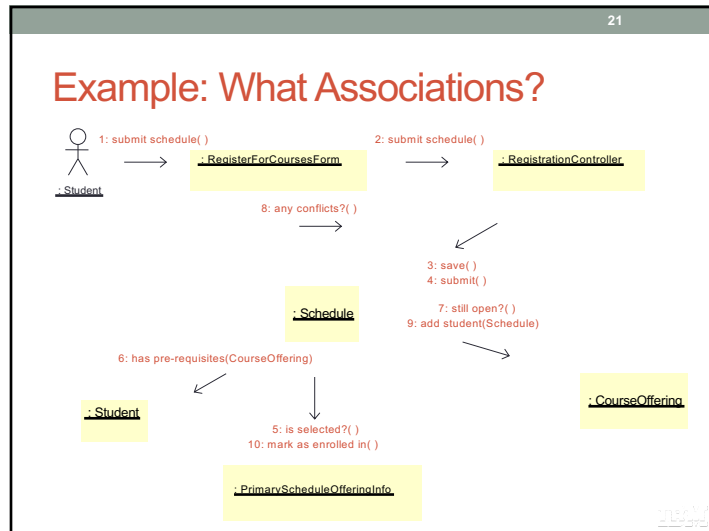 21
Example: What Associations?
1: submit schedule( )
2: submit schedule( )
: RegisterForCoursesForm
: RegistrationController
: Student
8: any conflicts?( )
3: save( )
4: submit( )
: Schedule
7: still open?( )
9: add student(Schedule)
6: has pre-requisites(CourseOffering)
: Student
: CourseOffering
5: is selected?( )
10: mark as enrolled in( )
: PrimaryScheduleOfferingInfo